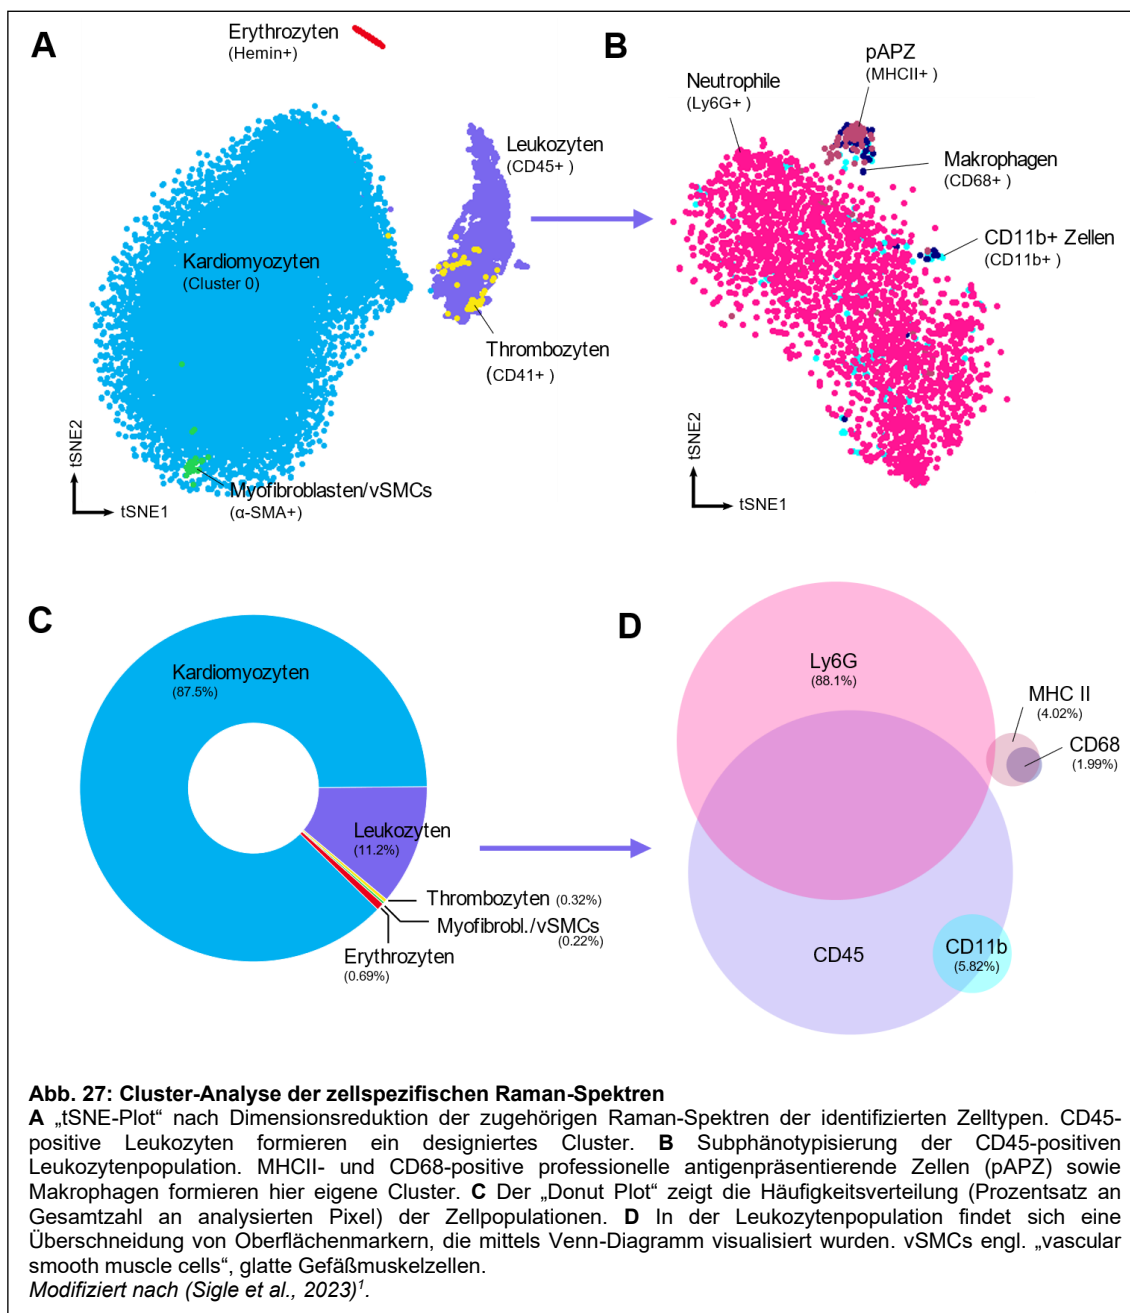 A
Erythrozyten
(Hemin+)
Leukozyten
(CD45+ )
Kardiomyozyten
(Cluster 0)
Thrombozyten
(CD41+ )
Myofibroblasten/vSMCs
(α-SMA+)
tSNE2
tSNE1
B
pAPZ
(MHCII+ )
Neutrophile
(Ly6G+ )
Makrophagen
(CD68+ )
CD11b+ Zellen
(CD11b+ )
tSNE2
tSNE1
C
Kardiomyozyten
(87.5%)
Leukozyten
(11.2%)
Thrombozyten (0.32%)
Myofibrobl./vSMCs
(0.22%)
Erythrozyten
(0.69%)
D
Ly6G
(88.1%)
MHC II
(4.02%)
CD68
(1.99%)
CD45
CD11b
(5.82%)
Abb. 27: Cluster-Analyse der zellspezifischen Raman-Spektren
A „tSNE-Plot“ nach Dimensionsreduktion der zugehörigen Raman-Spektren der identifizierten Zelltypen. CD45-
positive Leukozyten formieren ein designiertes Cluster. B Subphänotypisierung der CD45-positiven
Leukozytenpopulation. MHCII- und CD68-positive professionelle antigenpräsentierende Zellen (pAPZ) sowie
Makrophagen formieren hier eigene Cluster. C Der „Donut Plot“ zeigt die Häufigkeitsverteilung (Prozentsatz an
Gesamtzahl an analysierten Pixel) der Zellpopulationen. D In der Leukozytenpopulation findet sich eine
Überschneidung von Oberflächenmarkern, die mittels Venn-Diagramm visualisiert wurden. vSMCs engl. „vascular
smooth muscle cells“, glatte Gefäßmuskelzellen.
Modifiziert nach (Sigle et al., 2023)¹.